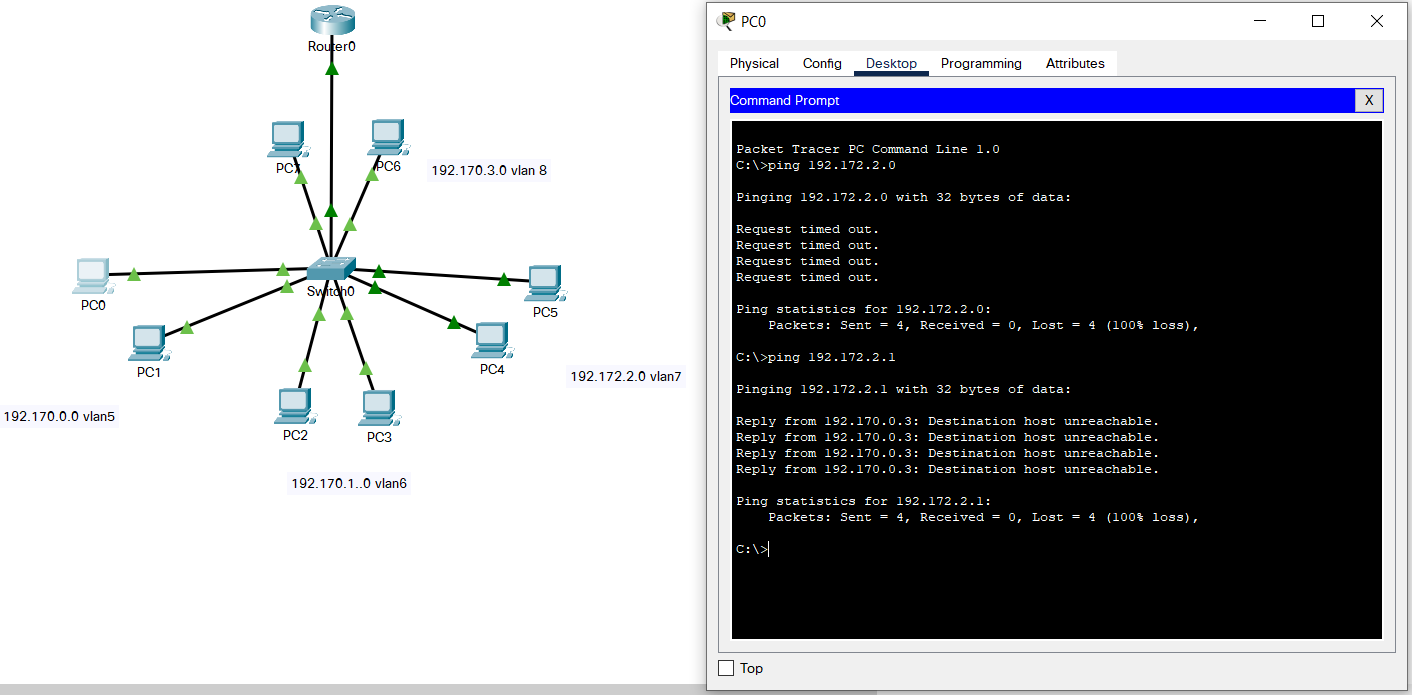 Router0
PC7
PC6
192.170.3.0 vlan 8
PC0
Switch0
PC5
PC1
PC4
192.172.2.0 vlan7
192.170.0.0 vlan5
PC2
PC3
192.170.1..0 vlan6
PC0
Physical Config Desktop Programming Attributes
Command Prompt
X
Packet Tracer PC Command Line 1.0
C:\>ping 192.172.2.0
Pinging 192.172.2.0 with 32 bytes of data:
Request timed out.
Request timed out.
Request timed out.
Request timed out.
Ping statistics for 192.172.2.0:
Packets: Sent = 4, Received = 0, Lost = 4 (100% loss),
C:\>ping 192.172.2.1
Pinging 192.172.2.1 with 32 bytes of data:
Reply from 192.170.0.3: Destination host unreachable.
Reply from 192.170.0.3: Destination host unreachable.
Reply from 192.170.0.3: Destination host unreachable.
Reply from 192.170.0.3: Destination host unreachable.
Ping statistics for 192.172.2.1:
Packets: Sent = 4, Received = 0, Lost = 4 (100% loss),
C:\>
Top